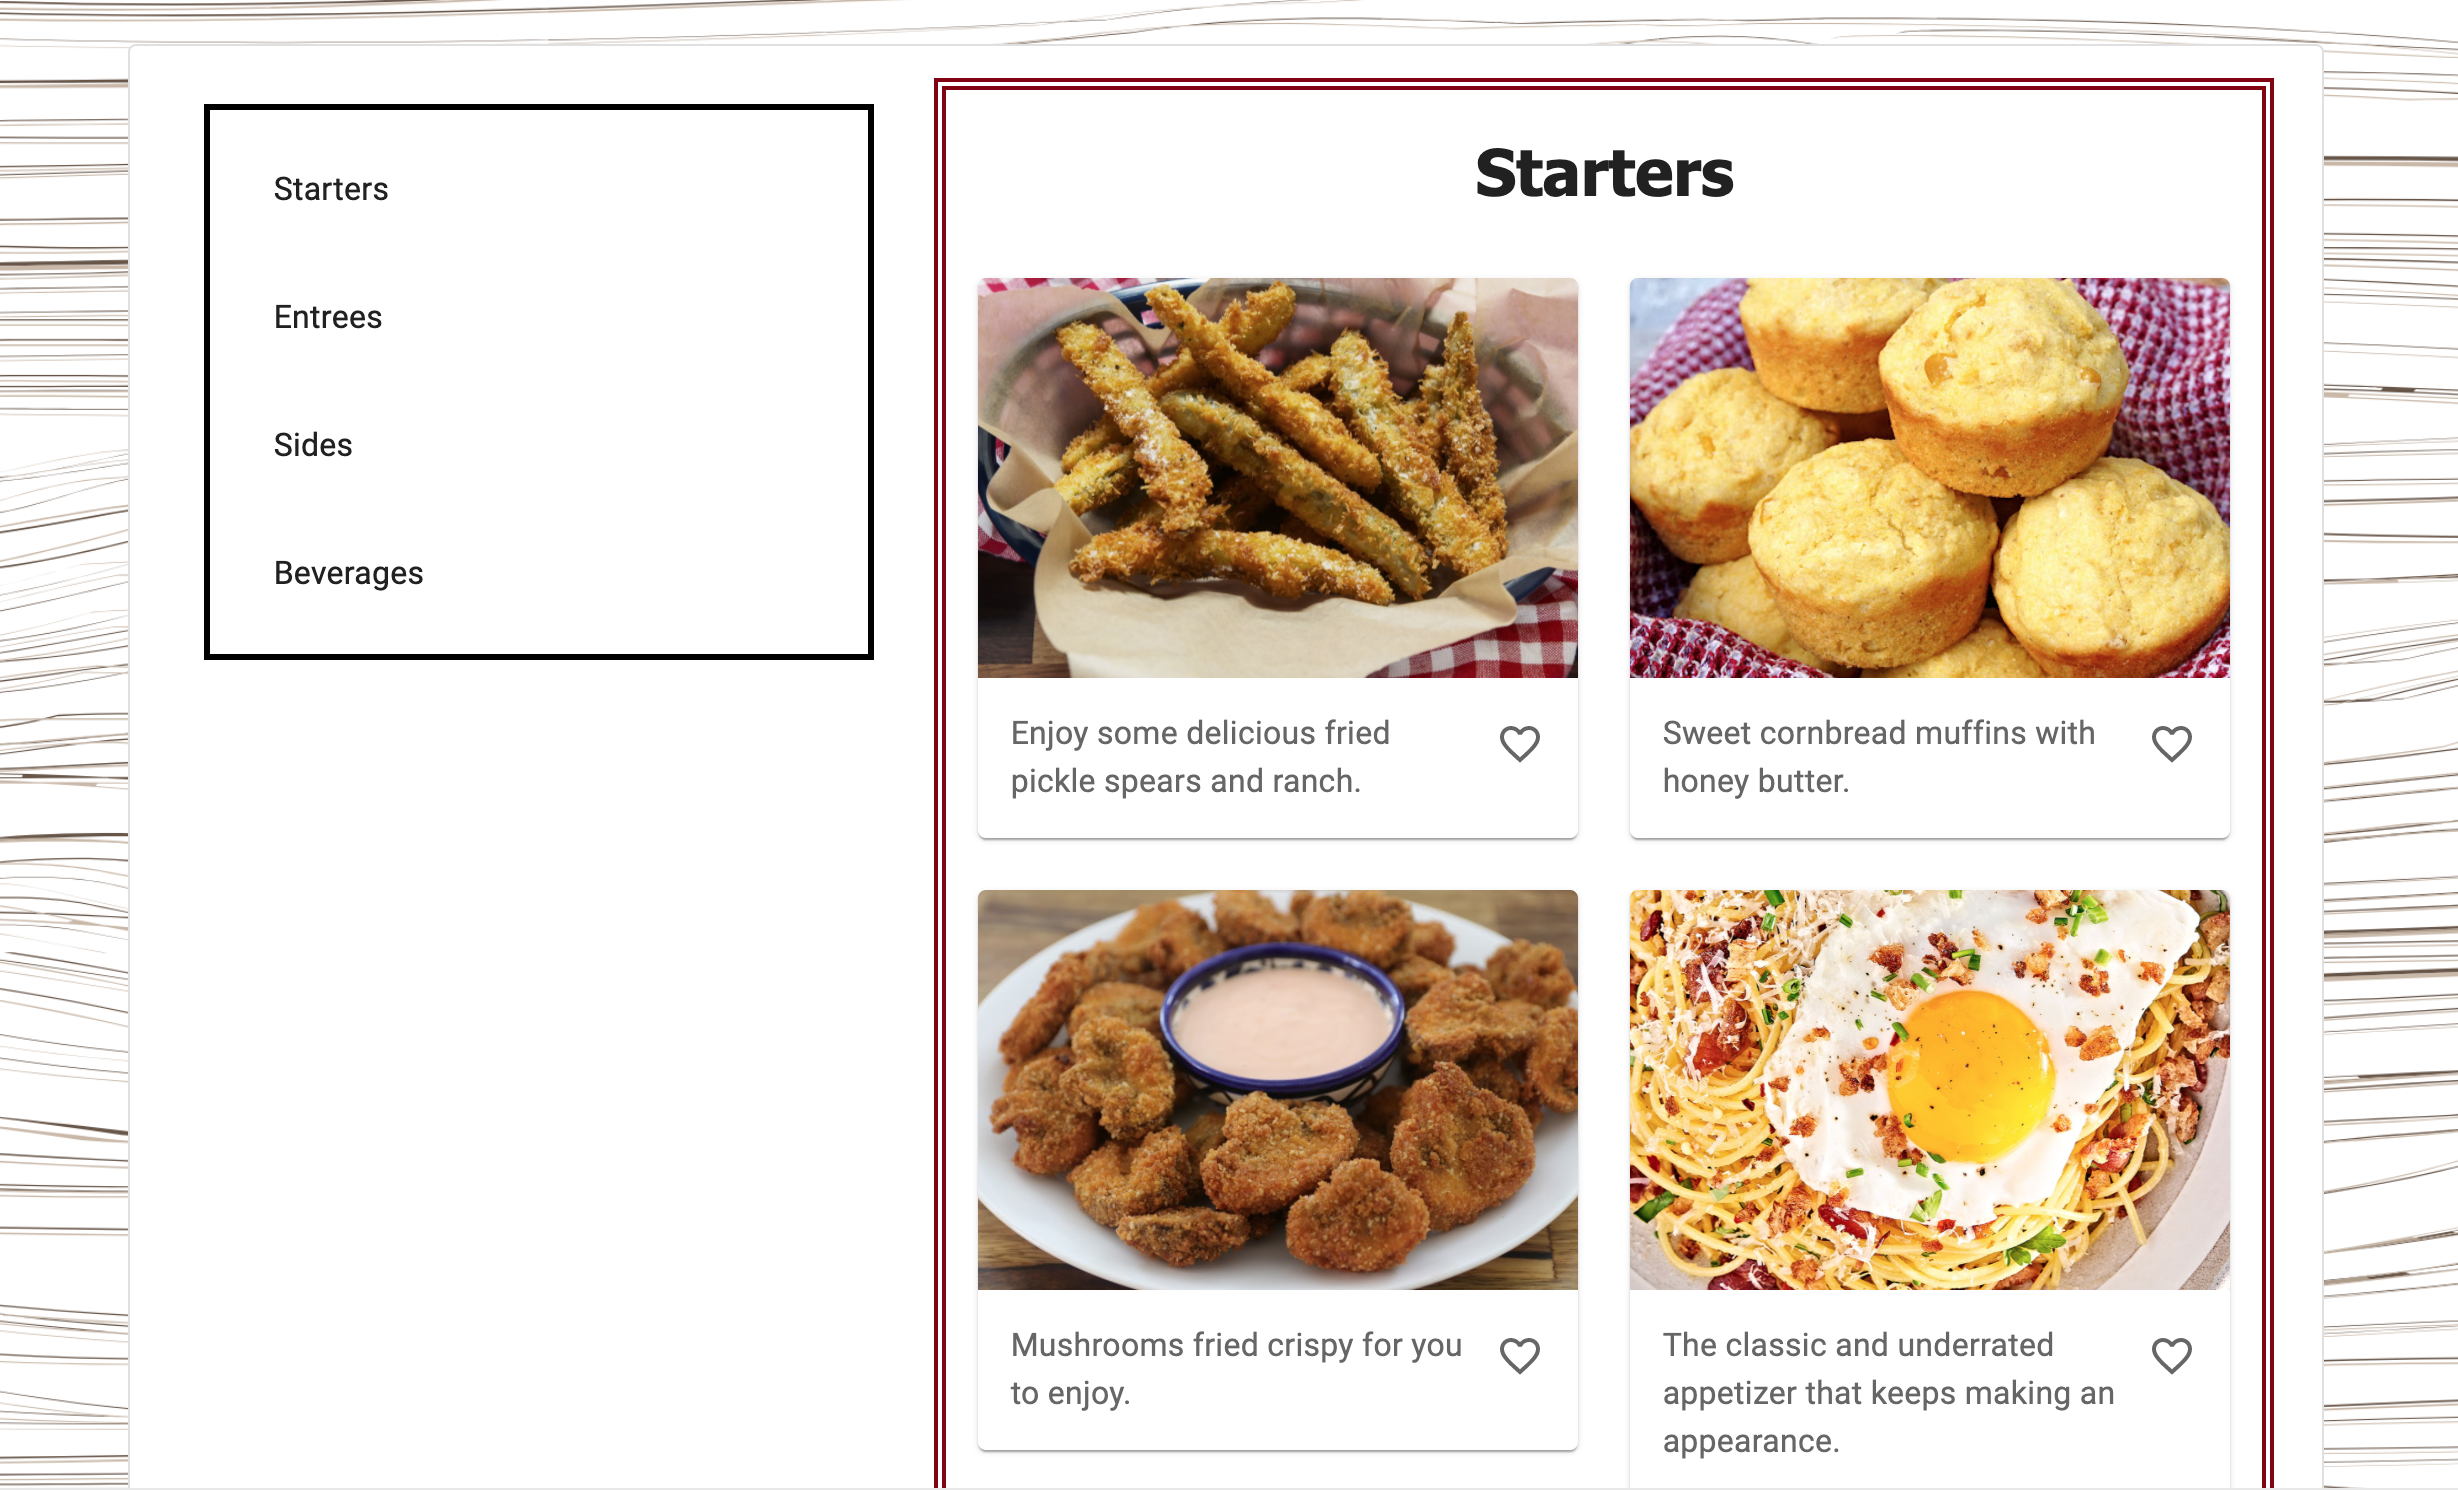 Starters
Entrees
Sides
Beverages
Starters
Enjoy some delicious fried
pickle spears and ranch.
Sweet cornbread muffins with
honey butter.
Mushrooms fried crispy for you
to enjoy.
The classic and underrated
appetizer that keeps making an
appearance.